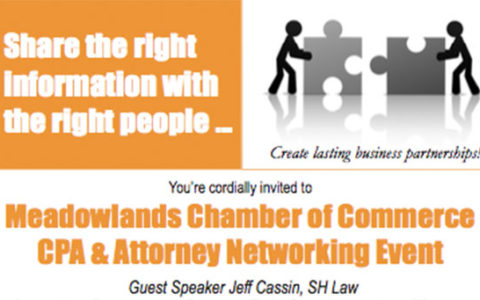 Share the right
information with
the right people ...
Create lasting business partnerships!
You're cordially invited to
Meadowlands Chamber of Commerce
CPA & Attorney Networking Event
Guest Speaker Jeff Cassin, SH Law